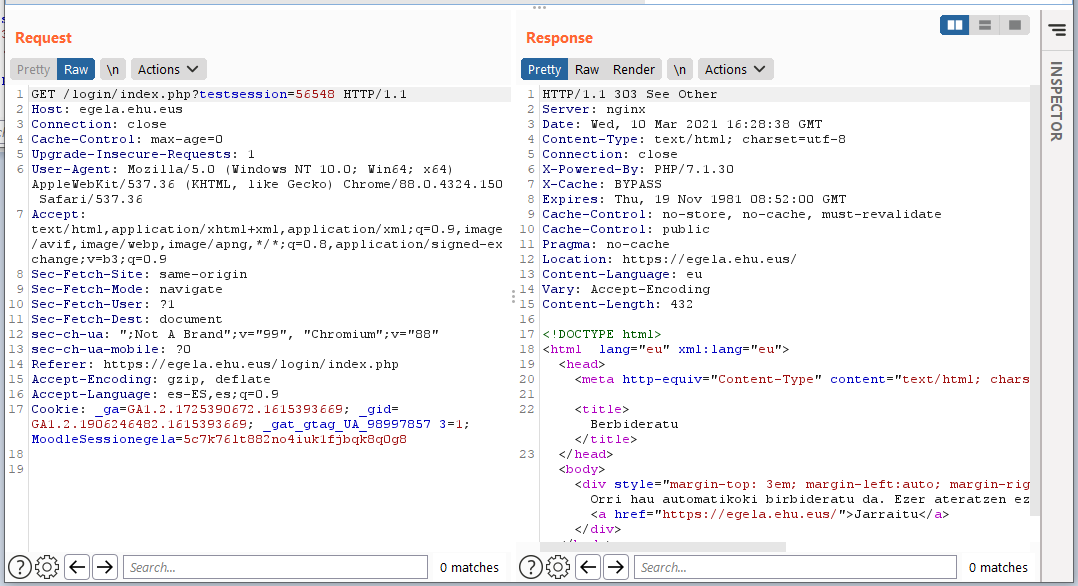 Request
Pretty Raw \n Actions
1 GET /login/index.php?testsession=56548 HTTP/1.1
2 Host: egela.ehu.eus
3 Connection: close
4 Cache-Control: max-age=0
5 Upgrade-Insecure-Requests: 1
6 User-Agent: Mozilla/5.0 (Windows NT 10.0; Win64; x64)
AppleWebKit/537.36 (KHTML, like Gecko) Chrome/88.0.4324.150
Safari/537.36
7 Accept:
text/html,application/xhtml+xml,application/xml;q=0.9,image
/avif,image/webp,image/apng,*/*;q=0.8,application/signed-ex
change;v=b3;q=0.9
8 Sec-Fetch-Site: same-origin
9 Sec-Fetch-Mode: navigate
10 Sec-Fetch-User: ?1
11 Sec-Fetch-Dest: document
12 sec-ch-ua: ";Not A Brand";v="99", "Chromium";v="88"
13 sec-ch-ua-mobile: ?0
14 Referer: https://egela.ehu.eus/login/index.php
15 Accept-Encoding: gzip, deflate
16 Accept-Language: es-ES,es;q=0.9
17 Cookie: _ga=GA1.2.1725390672.1615393669; _gid=
GA1.2.1906246482.1615393669; _gat_gtag_UA_98997857_3=1;
MoodleSessionegela=5c7k76lt882no4iuk1fjbqk8q0g8
18
19
Search...
0 matches
Response
Pretty Raw Render \n Actions
1 HTTP/1.1 303 See Other
2 Server: nginx
3 Date: Wed, 10 Mar 2021 16:28:38 GMT
4 Content-Type: text/html; charset=utf-8
5 Connection: close
6 X-Powered-By: PHP/7.1.30
7 X-Cache: BYPASS
8 Expires: Thu, 19 Nov 1981 08:52:00 GMT
9 Cache-Control: no-store, no-cache, must-revalidate
10 Cache-Control: public
11 Pragma: no-cache
12 Location: https://egela.ehu.eus/
13 Content-Language: eu
14 Vary: Accept-Encoding
15 Content-Length: 432
16
17 <!DOCTYPE html>
18 <html  lang="eu" xml:lang="eu">
19 <head>
20 <meta http-equiv="Content-Type" content="text/html; chars
21
22 <title>
Berbideratu
</title>
23 </head>
<body>
<div style="margin-top: 3em; margin-left:auto; margin-rig
Orri hau automatikoki birbideratu da. Ezer ateratzen ez
<a href="https://egela.ehu.eus/">Jarraitu</a>
</div>
Search...
0 matches
INSPECTOR